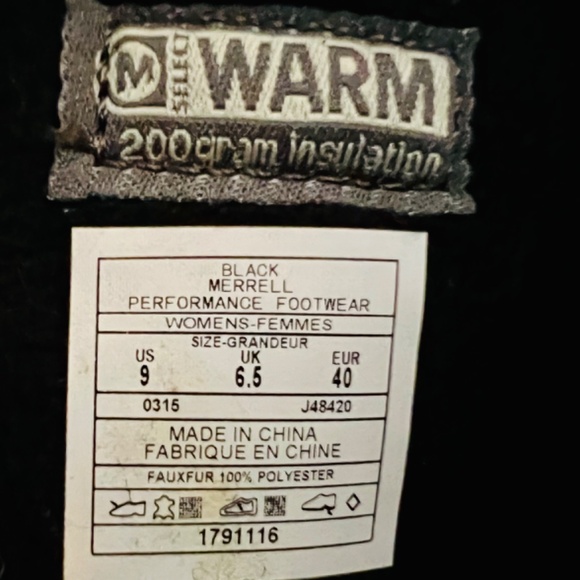 M SELECT WARM
200gram insulation
BLACK
MERRELL
PERFORMANCE FOOTWEAR
WOMENS-FEMMES
SIZE-GRANDEUR
US UK EUR
9 6.5 40
0315 J48420
MADE IN CHINA
FABRIQUE EN CHINE
FAUXFUR 100% POLYESTER
1791116